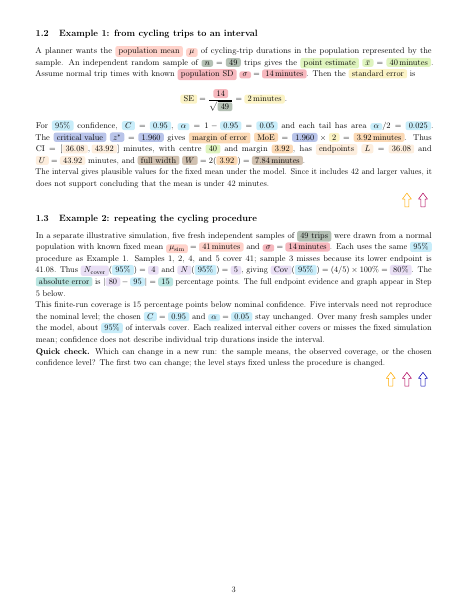 1.2 Example 1: from cycling trips to an interval
A planner wants the population mean μ of cycling-trip durations in the population represented by the
sample. An independent random sample of n = 49 trips gives the point estimate x̄ = 40 minutes.
Assume normal trip times with known population SD σ = 14 minutes. Then the standard error is
SE = 14/√49 = 2 minutes.
For 95% confidence, C = 0.95, α = 1 − 0.95 = 0.05 and each tail has area α/2 = 0.025.
The critical value z* = 1.960 gives margin of error MoE = 1.960 × 2 = 3.92 minutes. Thus
CI = [ 36.08 , 43.92 ] minutes, with centre 40 and margin 3.92, has endpoints L = 36.08 and
U = 43.92 minutes, and full width W = 2( 3.92 ) = 7.84 minutes.
The interval gives plausible values for the fixed mean under the model. Since it includes 42 and larger values, it
does not support concluding that the mean is under 42 minutes.
1.3 Example 2: repeating the cycling procedure
In a separate illustrative simulation, five fresh independent samples of 49 trips were drawn from a normal
population with known fixed mean μsim = 41 minutes and σ = 14 minutes. Each uses the same 95%
procedure as Example 1. Samples 1, 2, 4, and 5 cover 41; sample 3 misses because its lower endpoint is
41.08. Thus Ncover( 95% ) = 4 and N( 95% ) = 5, giving Cov( 95% ) = (4/5) × 100% = 80%. The
absolute error is | 80 − 95 | = 15 percentage points. The full endpoint evidence and graph appear in Step
5 below.
This finite-run coverage is 15 percentage points below nominal confidence. Five intervals need not reproduce
the nominal level; the chosen C = 0.95 and α = 0.05 stay unchanged. Over many fresh samples under
the model, about 95% of intervals cover. Each realized interval either covers or misses the fixed simulation
mean; confidence does not describe individual trip durations inside the interval.
Quick check. Which can change in a new run: the sample means, the observed coverage, or the chosen
confidence level? The first two can change; the level stays fixed unless the procedure is changed.
3